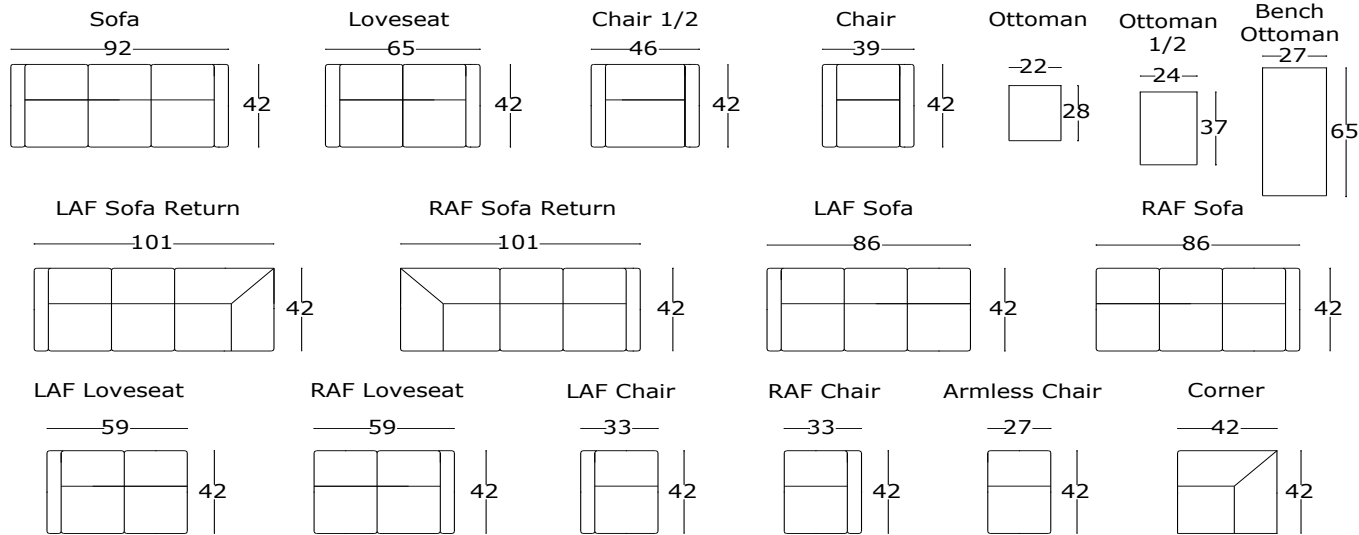 Sofa
92
42
Loveseat
65
42
Chair 1/2
46
42
Chair
39
42
Ottoman
22
28
Ottoman
1/2
24
37
Bench
Ottoman
27
65
LAF Sofa Return
101
42
RAF Sofa Return
101
42
LAF Sofa
86
42
RAF Sofa
86
42
LAF Loveseat
59
42
RAF Loveseat
59
42
LAF Chair
33
42
RAF Chair
33
42
Armless Chair
27
42
Corner
42
42